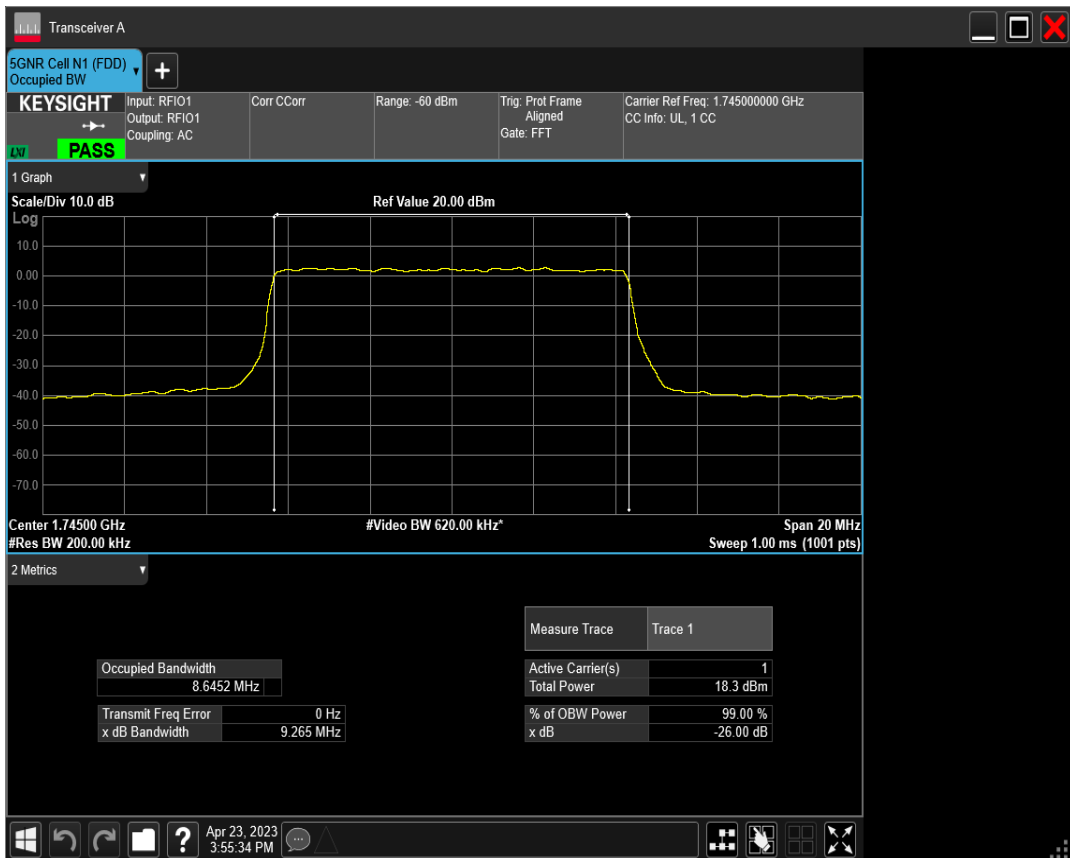 Transceiver A
5GNR Cell N1 (FDD)
Occupied BW
+
KEYSIGHT
LXI
PASS
Input: RFIO1
Output: RFIO1
Coupling: AC
Corr CCorr
Range: -60 dBm
Trig: Prot Frame
Aligned
Gate: FFT
Carrier Ref Freq: 1.745000000 GHz
CC Info: UL, 1 CC
1 Graph
Scale/Div 10.0 dB
Ref Value 20.00 dBm
Log
10.0
0.00
-10.0
-20.0
-30.0
-40.0
-50.0
-60.0
-70.0
Center 1.74500 GHz
#Video BW 620.00 kHz*
Span 20 MHz
#Res BW 200.00 kHz
Sweep 1.00 ms (1001 pts)
2 Metrics
Measure Trace Trace 1
Occupied Bandwidth
8.6452 MHz
Active Carrier(s) 1
Total Power 18.3 dBm
Transmit Freq Error 0 Hz
x dB Bandwidth 9.265 MHz
% of OBW Power 99.00 %
x dB -26.00 dB
?
Apr 23, 2023
3:55:34 PM